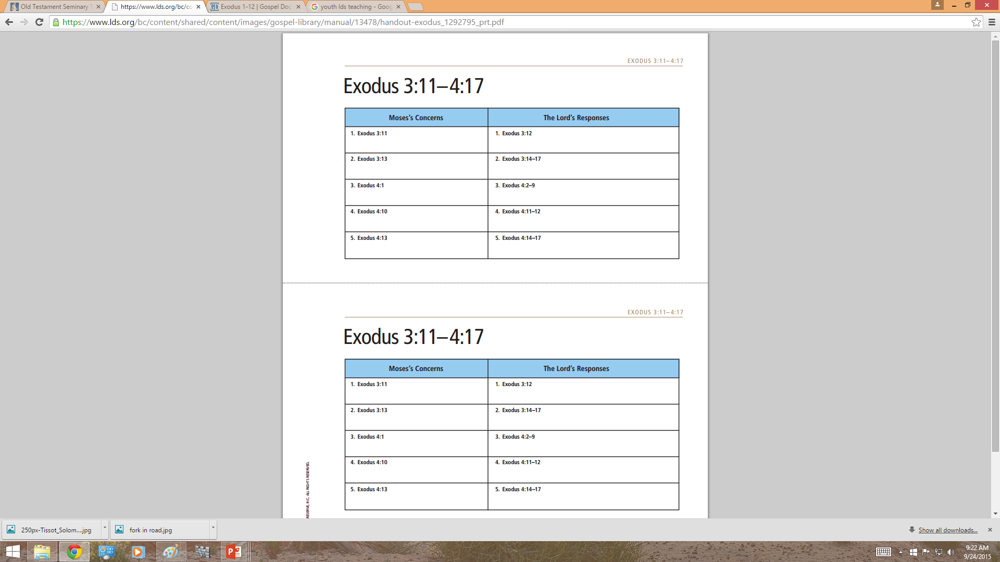 Old Testament Seminary T
https://www.lds.org/bc/co
Exodus 1-12 | Gospel Doc
youth lds teaching - Goog
https://www.lds.org/bc/content/shared/content/images/gospel-library/manual/13478/handout-exodus_1292795_prt.pdf
EXODUS 3:11–4:17
Exodus 3:11–4:17
Moses’s Concerns The Lord’s Responses
1. Exodus 3:11 1. Exodus 3:12
2. Exodus 3:13 2. Exodus 3:14–17
3. Exodus 4:1 3. Exodus 4:2–9
4. Exodus 4:10 4. Exodus 4:11–12
5. Exodus 4:13 5. Exodus 4:14–17
EXODUS 3:11–4:17
Exodus 3:11–4:17
Moses’s Concerns The Lord’s Responses
1. Exodus 3:11 1. Exodus 3:12
2. Exodus 3:13 2. Exodus 3:14–17
3. Exodus 4:1 3. Exodus 4:2–9
4. Exodus 4:10 4. Exodus 4:11–12
5. Exodus 4:13 5. Exodus 4:14–17
RESERVE, INC. ALL RIGHTS RESERVED.
250px-Tissot_Solom....jpg
fork in road.jpg
Show all downloads...
9:22 AM
9/24/2015